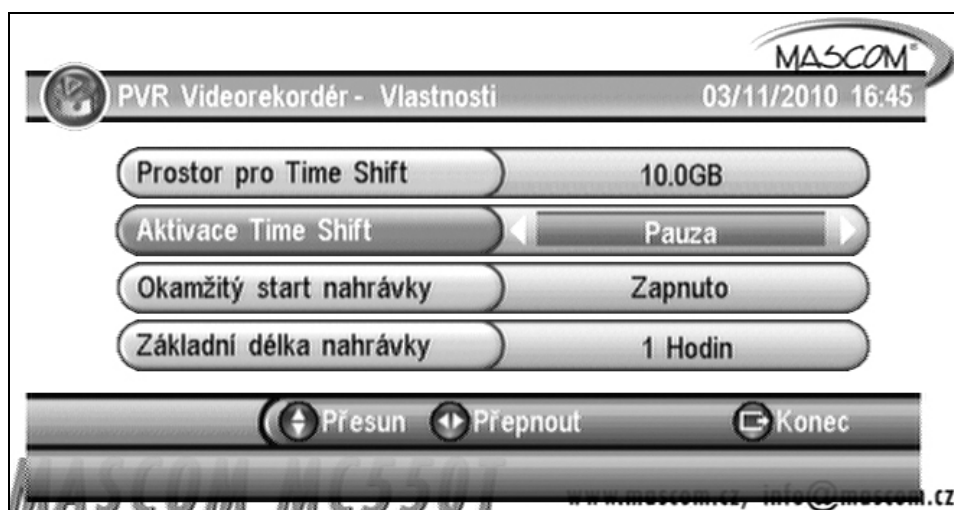 MASCOM®
PVR Videorekordér - Vlastnosti 03/11/2010 16:45
Prostor pro Time Shift 10.0GB
Aktivace Time Shift Pauza
Okamžitý start nahrávky Zapnuto
Základní délka nahrávky 1 Hodin
Přesun Přepnout Konec
MASCOM MC550T www.mascom.cz, info@mascom.cz